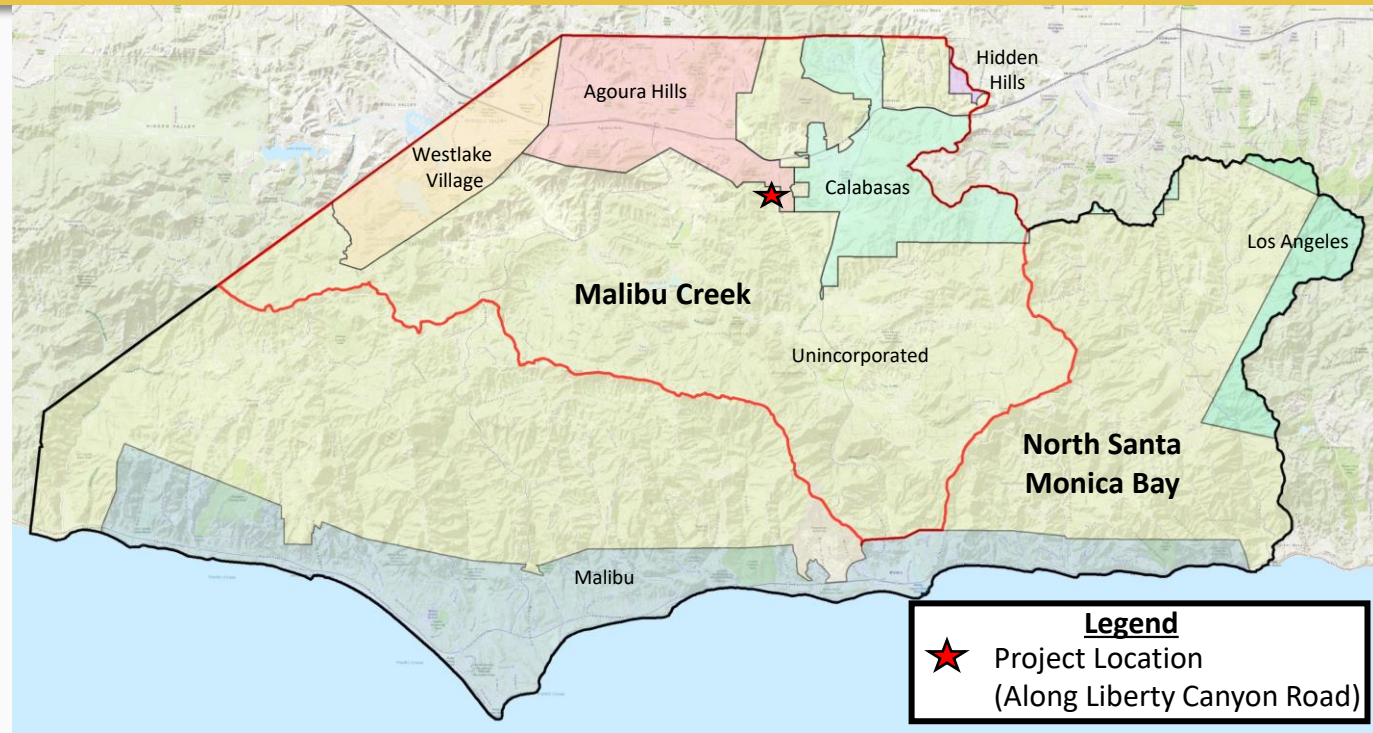 Hidden
Hills
Agoura Hills
Westlake
Village
Calabasas
Los Angeles
Malibu Creek
Unincorporated
North Santa
Monica Bay
Malibu
Legend
Project Location
(Along Liberty Canyon Road)